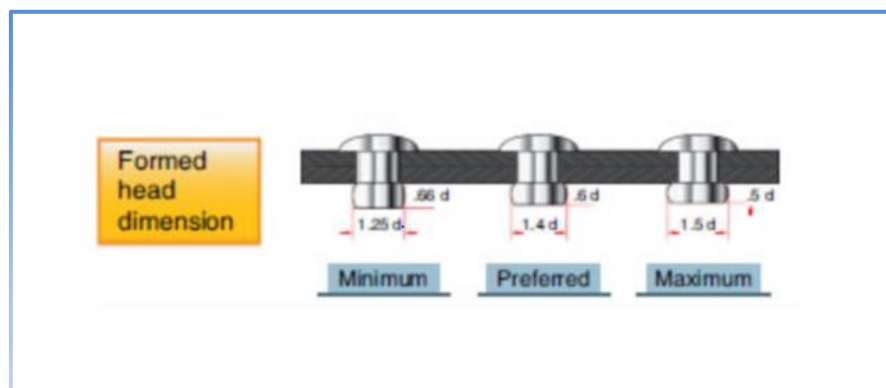 Formed
head
dimension
.66 d
.6 d
.5 d
1.25 d
1.4 d
1.5 d
Minimum
Preferred
Maximum